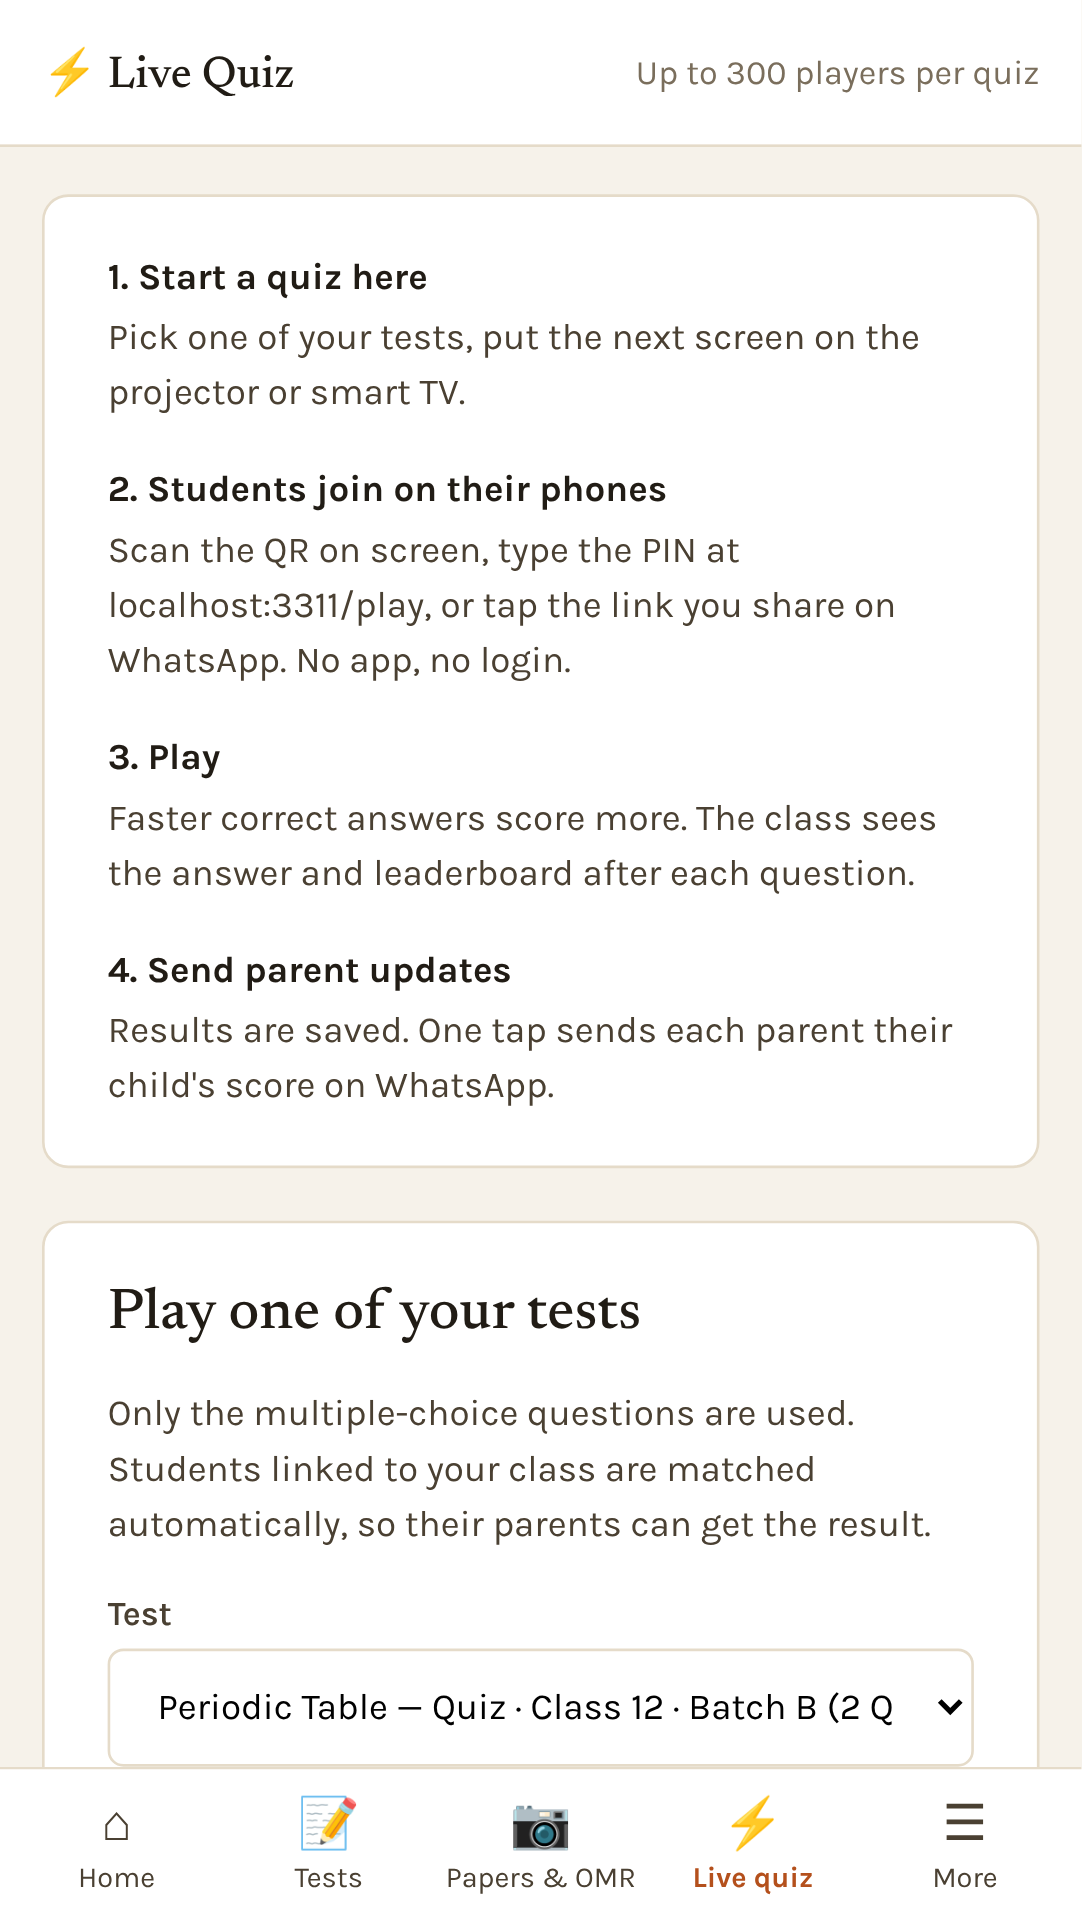 ⚡ Live Quiz
Up to 300 players per quiz
1. Start a quiz here
Pick one of your tests, put the next screen on the
projector or smart TV.
2. Students join on their phones
Scan the QR on screen, type the PIN at
localhost:3311/play, or tap the link you share on
WhatsApp. No app, no login.
3. Play
Faster correct answers score more. The class sees
the answer and leaderboard after each question.
4. Send parent updates
Results are saved. One tap sends each parent their
child's score on WhatsApp.
Play one of your tests
Only the multiple-choice questions are used.
Students linked to your class are matched
automatically, so their parents can get the result.
Test
Periodic Table — Quiz · Class 12 · Batch B (2 Q
Home
Tests
Papers & OMR
Live quiz
More